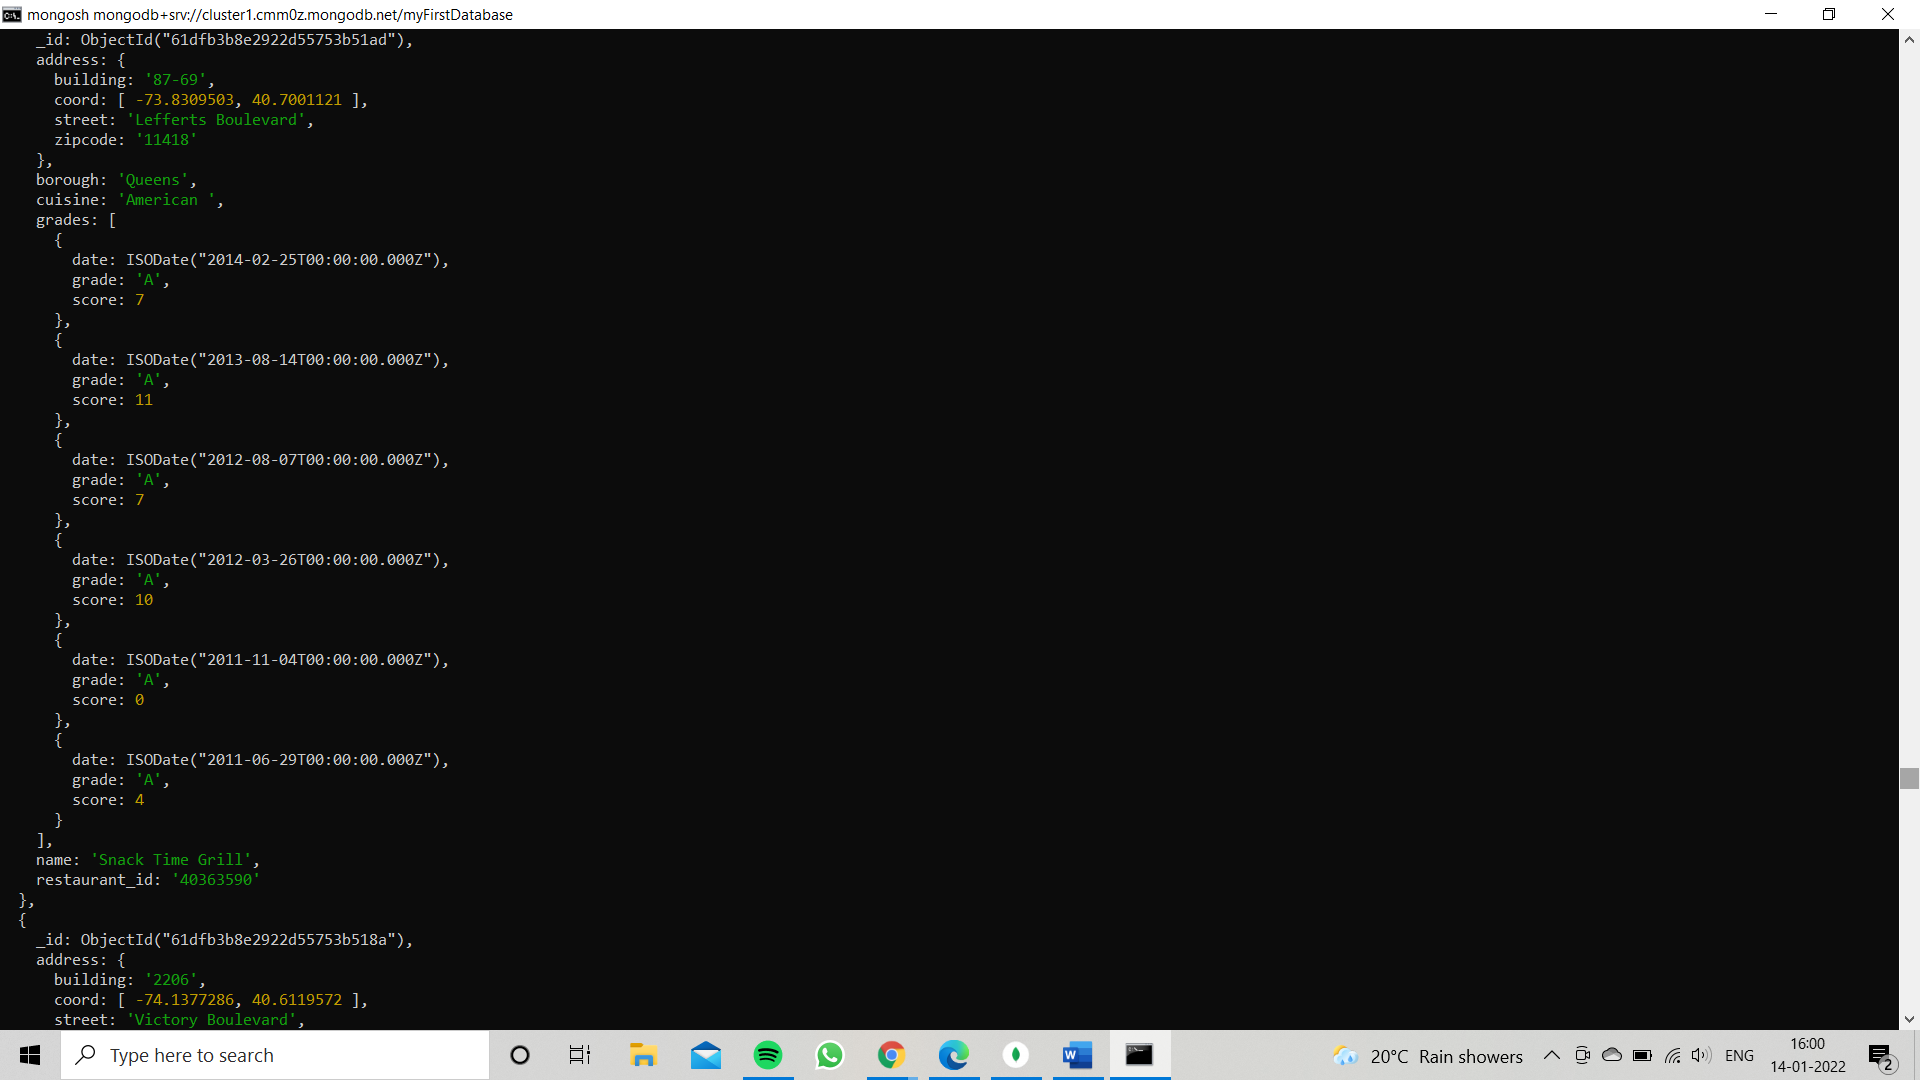 mongosh mongodb+srv://cluster1.cmm0z.mongodb.net/myFirstDatabase
_id: ObjectId("61dfb3b8e2922d55753b51ad"),
address: {
building: '87-69',
coord: [ -73.8309503, 40.7001121 ],
street: 'Lefferts Boulevard',
zipcode: '11418'
},
borough: 'Queens',
cuisine: 'American ',
grades: [
{
date: ISODate("2014-02-25T00:00:00.000Z"),
grade: 'A',
score: 7
},
{
date: ISODate("2013-08-14T00:00:00.000Z"),
grade: 'A',
score: 11
},
{
date: ISODate("2012-08-07T00:00:00.000Z"),
grade: 'A',
score: 7
},
{
date: ISODate("2012-03-26T00:00:00.000Z"),
grade: 'A',
score: 10
},
{
date: ISODate("2011-11-04T00:00:00.000Z"),
grade: 'A',
score: 0
},
{
date: ISODate("2011-06-29T00:00:00.000Z"),
grade: 'A',
score: 4
}
],
name: 'Snack Time Grill',
restaurant_id: '40363590'
},
{
_id: ObjectId("61dfb3b8e2922d55753b518a"),
address: {
building: '2206',
coord: [ -74.1377286, 40.6119572 ],
street: 'Victory Boulevard',
Type here to search
20°C Rain showers
ENG
16:00
14-01-2022
2